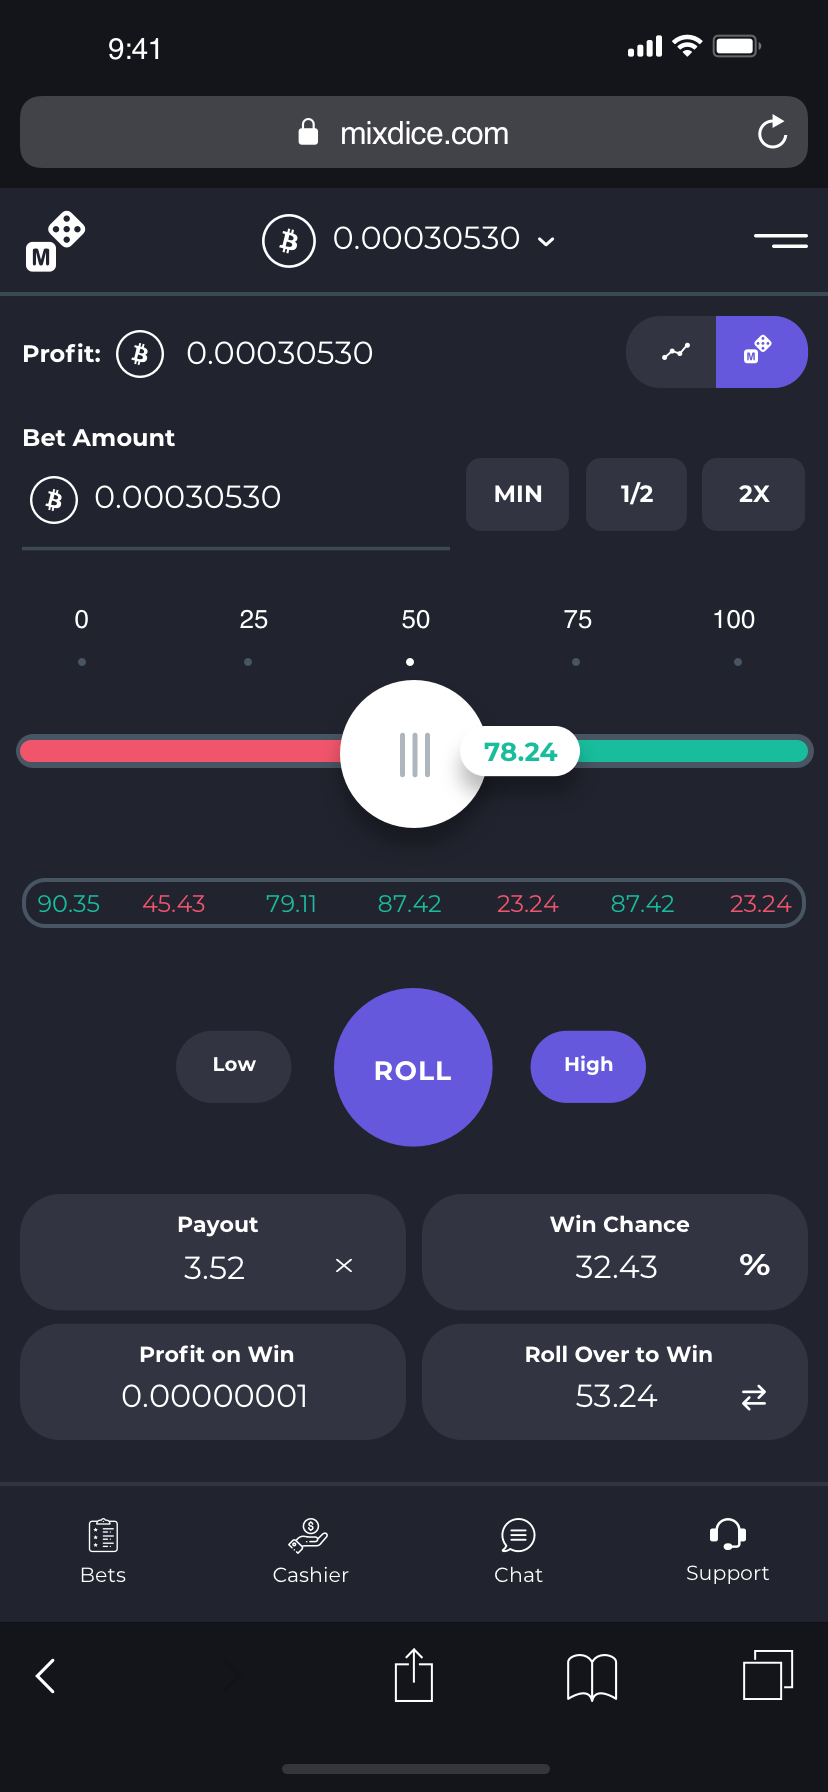 9:41
mixdice.com
M
0.00030530
Profit: 0.00030530
M
Bet Amount
0.00030530 MIN 1/2 2X
0 25 50 75 100
78.24
90.35 45.43 79.11 87.42 23.24 87.42 23.24
Low ROLL High
Payout Win Chance
3.52 × 32.43 %
Profit on Win Roll Over to Win
0.00000001 53.24
Bets Cashier Chat Support